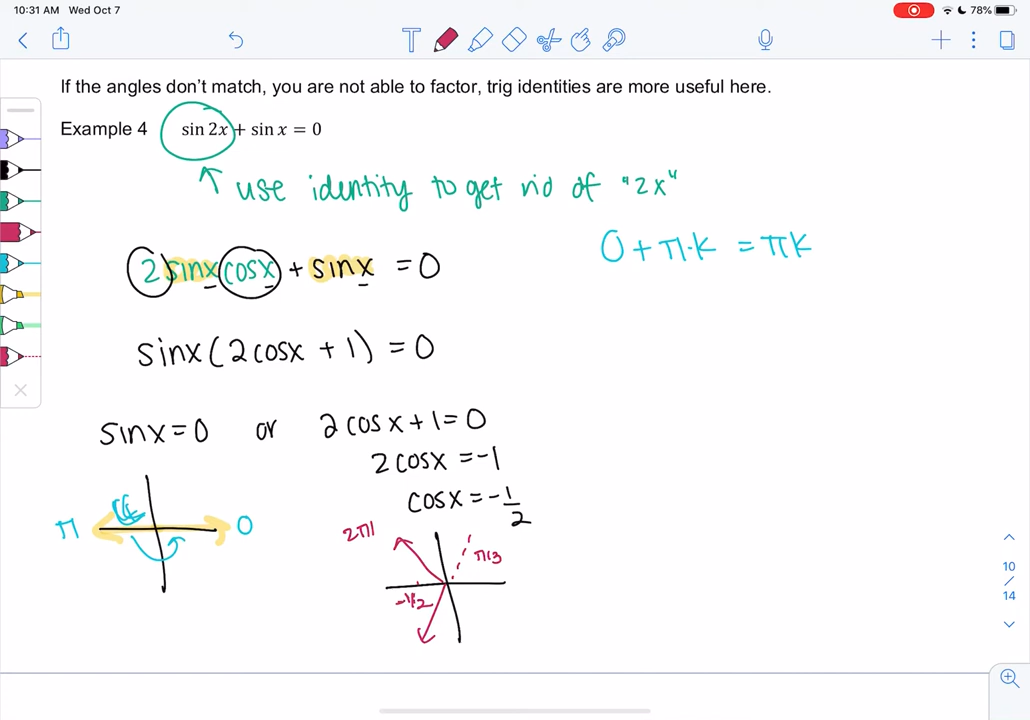 10:31 AM Wed Oct 7
78%
If the angles don't match, you are not able to factor, trig identities are more useful here.
Example 4 sin 2x + sin x = 0
↑ use identity to get rid of "2x"
0 + π·k = πk
2 sinx cosx + sinx = 0
sinx(2cosx + 1) = 0
sinx = 0 or 2cosx + 1 = 0
2cosx = -1
cosx = -1/2
π 0
2π/
π/3
-1/2
10
/
14